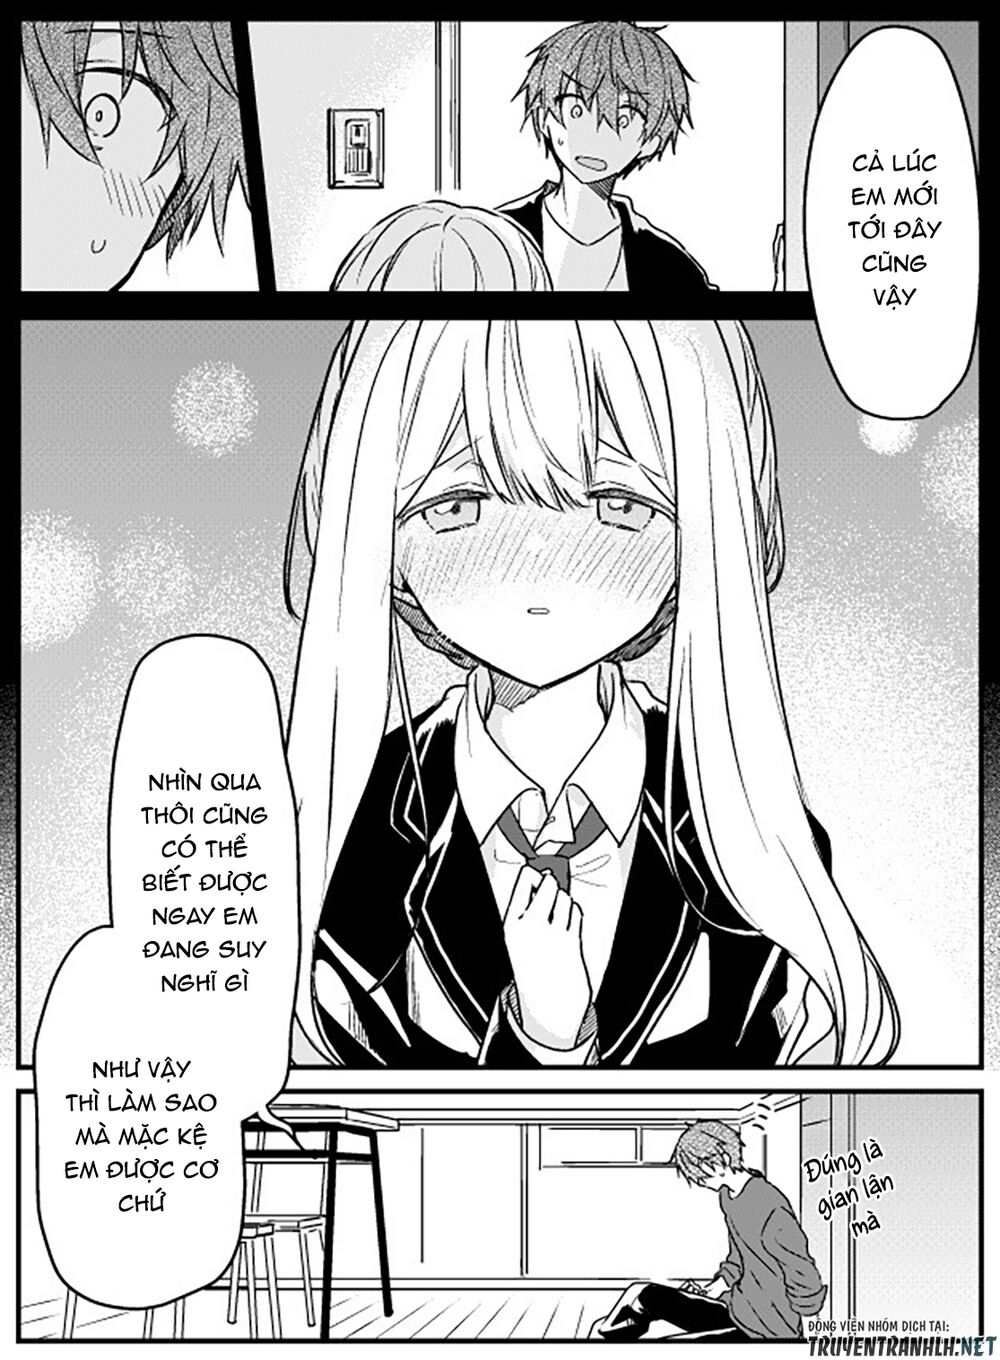 CẢ LÚC
EM MỚI
TỚI ĐÂY
CŨNG
VẬY
NHÌN QUA
THÔI CŨNG
CÓ THỂ
BIẾT ĐƯỢC
NGAY EM
ĐANG SUY
NGHĨ GÌ
NHƯ VẬY
THÌ LÀM SAO
MÀ MẶC KỆ
EM ĐƯỢC CƠ
CHỨ
Đúng là
gian lận
mà
ĐỘNG VIÊN NHÓM DỊCH TẠI:
TRUYENTRANHLH.NET